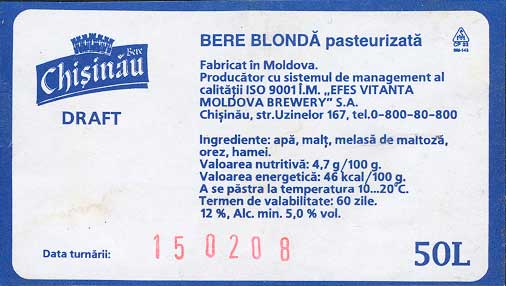 Bere
Chişinău
DRAFT
BERE BLONDĂ pasteurizată
Fabricat în Moldova.
Producător cu sistemul de management al
calităţii ISO 9001 Î.M. „EFES VITANTA
MOLDOVA BREWERY" S.A.
Chişinău, str.Uzinelor 167, tel.0-800-80-800
Ingrediente: apă, malţ, melasă de maltoză,
orez, hamei.
Valoarea nutritivă: 4,7 g/100 g.
Valoarea energetică: 46 kcal/100 g.
A se păstra la temperatura 10...20°C.
Termen de valabilitate: 60 zile.
12 %, Alc. min. 5,0 % vol.
Data turnării:
150208
50L